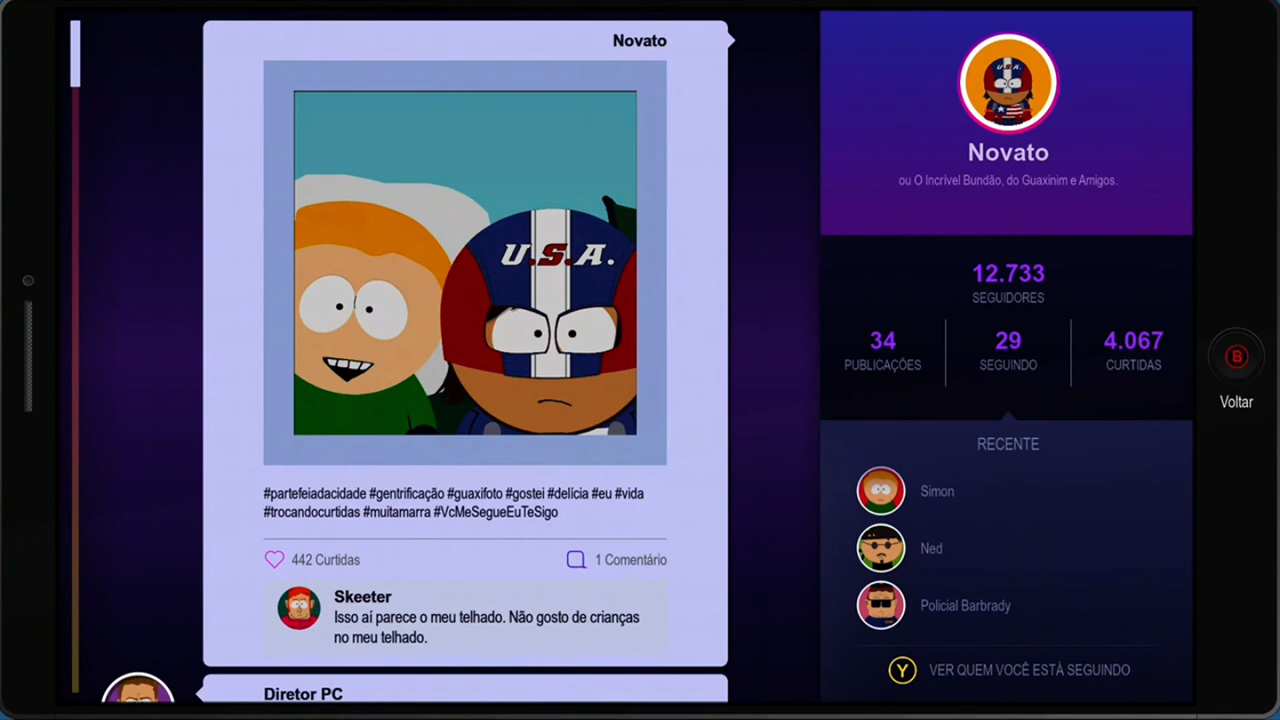 Novato
U.S.A.
#partefeiadacidade #gentrificação #guaxifoto #gostei #delícia #eu #vida
#trocandocurtidas #muitamarra #VcMeSegueEuTeSigo
442 Curtidas
1 Comentário
Skeeter
Isso aí parece o meu telhado. Não gosto de crianças
no meu telhado.
Diretor PC
U.S.A.
Novato
ou O Incrível Bundão, do Guaxinim e Amigos.
12.733
SEGUIDORES
34
PUBLICAÇÕES
29
SEGUINDO
4.067
CURTIDAS
RECENTE
Simon
Ned
Policial Barbrady
Y VER QUEM VOCÊ ESTÁ SEGUINDO
B
Voltar